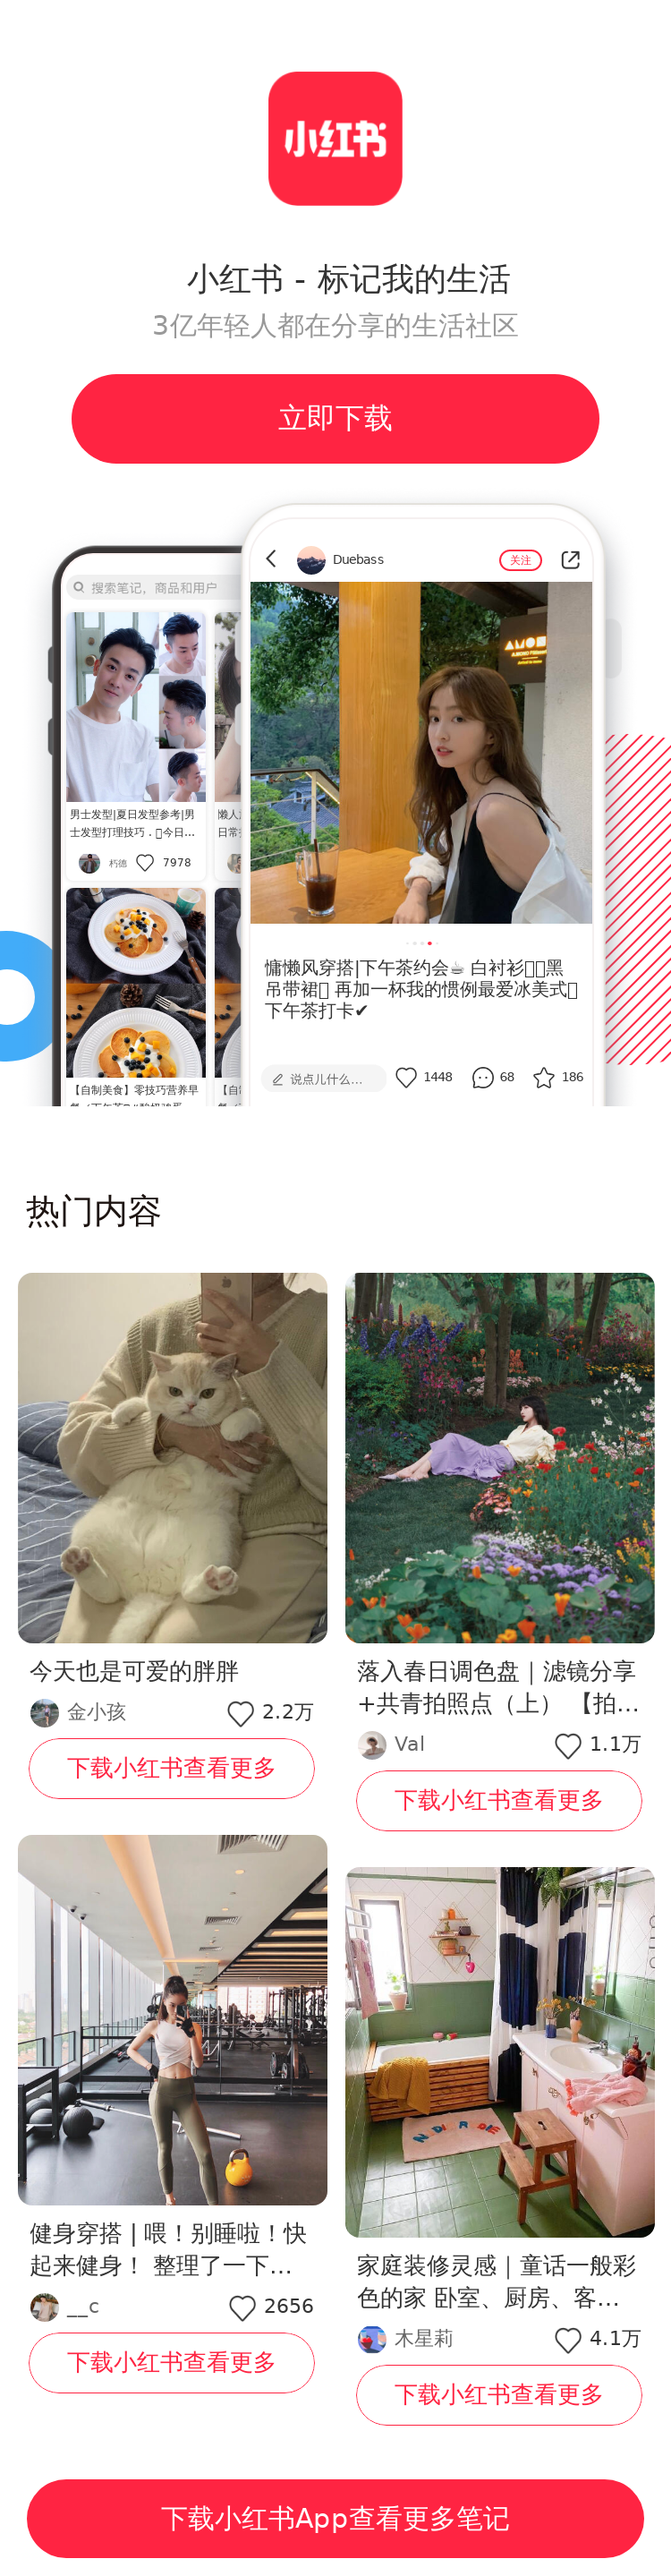 小红书
小红书 - 标记我的生活
3亿年轻人都在分享的生活社区
立即下载
搜索笔记，商品和用户
男士发型|夏日发型参考|男
士发型打理技巧 . 今日...
7978
懒人
日常
【自制美食】零技巧营养早
【自
Duebass
关注
慵懒风穿搭|下午茶约会☕ 白衬衫黑
吊带裙 再加一杯我的惯例最爱冰美式
下午茶打卡✔
说点儿什么...
1448
68
186
热门内容
今天也是可爱的胖胖
金小孩
2.2万
下载小红书查看更多
落入春日调色盘｜滤镜分享
+共青拍照点（上） 【拍...
Val
1.1万
下载小红书查看更多
健身穿搭 | 喂！别睡啦！快
起来健身！ 整理了一下...
__c
2656
下载小红书查看更多
家庭装修灵感｜童话一般彩
色的家 卧室、厨房、客...
木星莉
4.1万
下载小红书查看更多
下载小红书App查看更多笔记